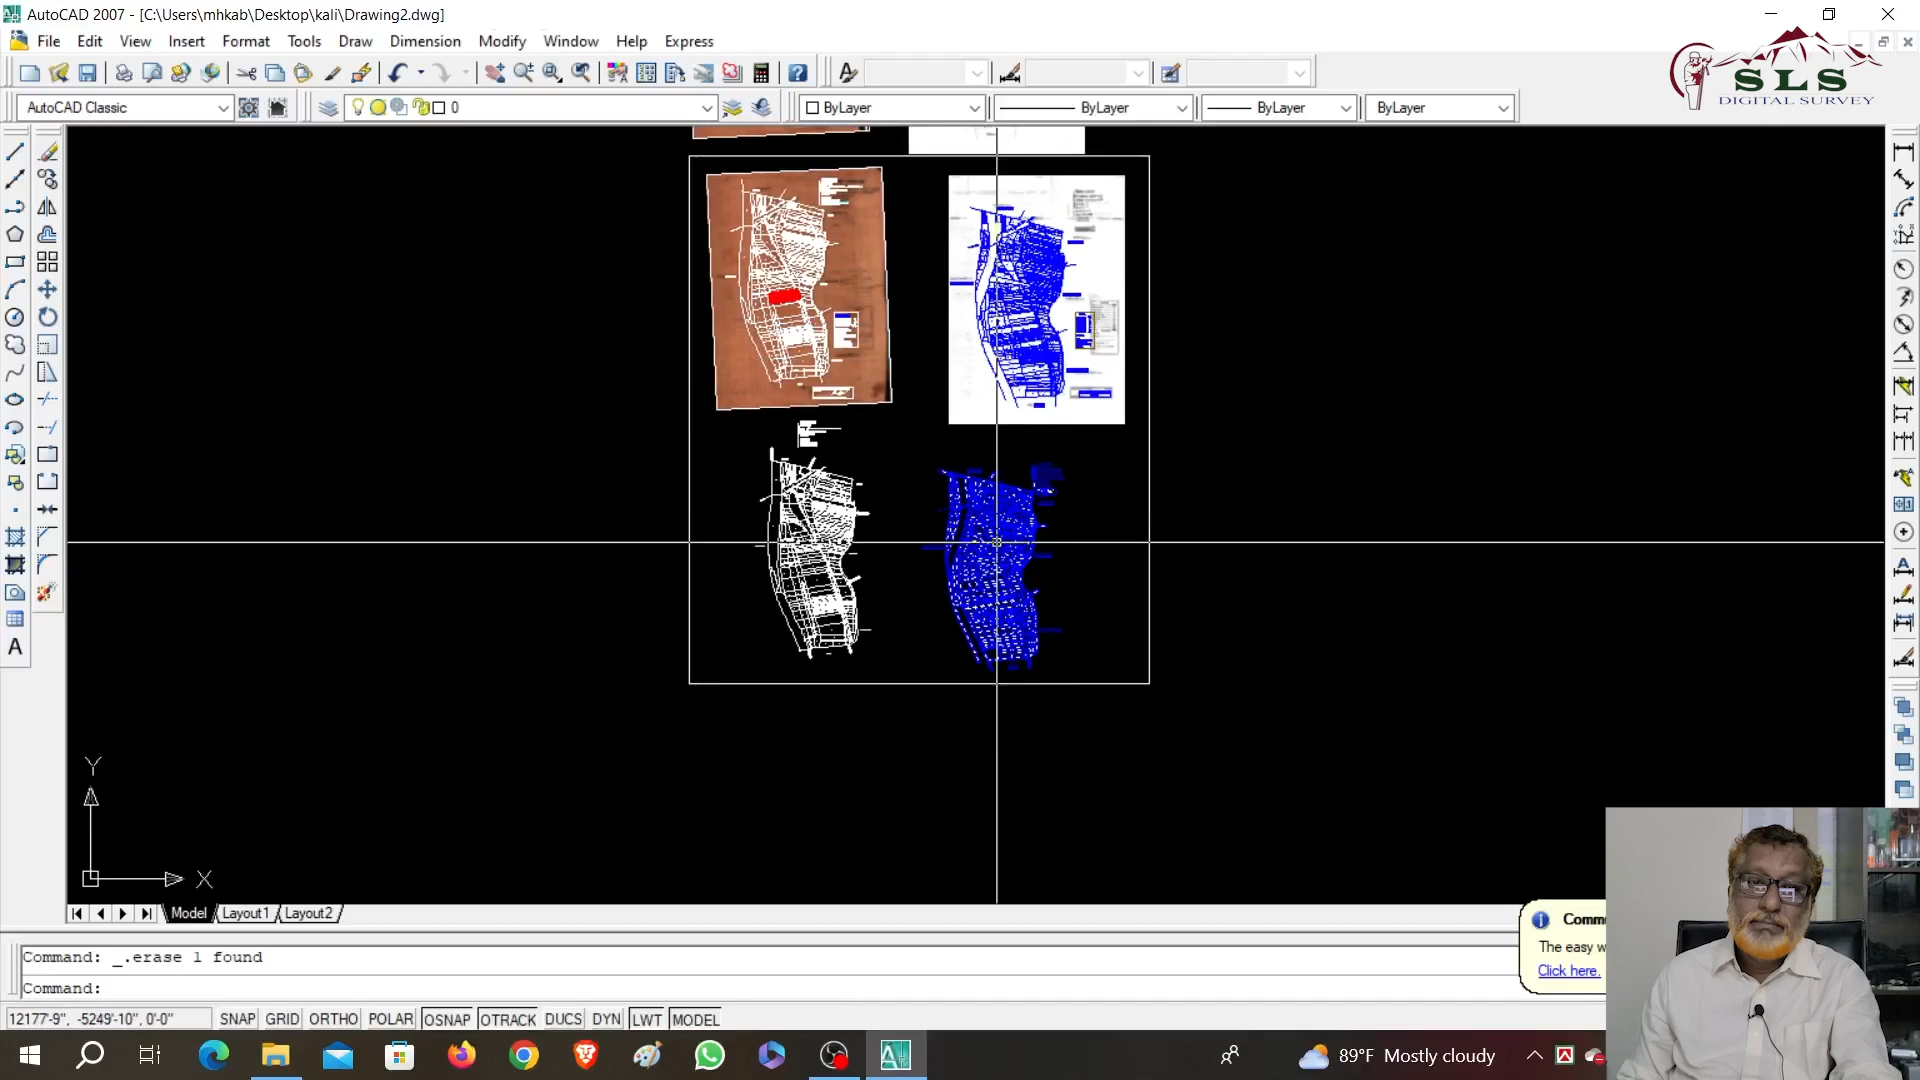 AutoCAD 2007 - [C:\Users\mhkab\Desktop\kali\Drawing2.dwg]
File Edit View Insert Format Tools Draw Dimension Modify Window Help Express
SLS
DIGITAL SURVEY
AutoCAD Classic 0 ByLayer ByLayer ByLayer ByLayer
A
Y
X
Model Layout1 Layout2
Command: _.erase 1 found
Command:
The easy w
Click here.
12177'-9", -5249'-10", 0'-0" SNAP GRID ORTHO POLAR OSNAP OTRACK DUCS DYN LWT MODEL
89°F Mostly cloudy